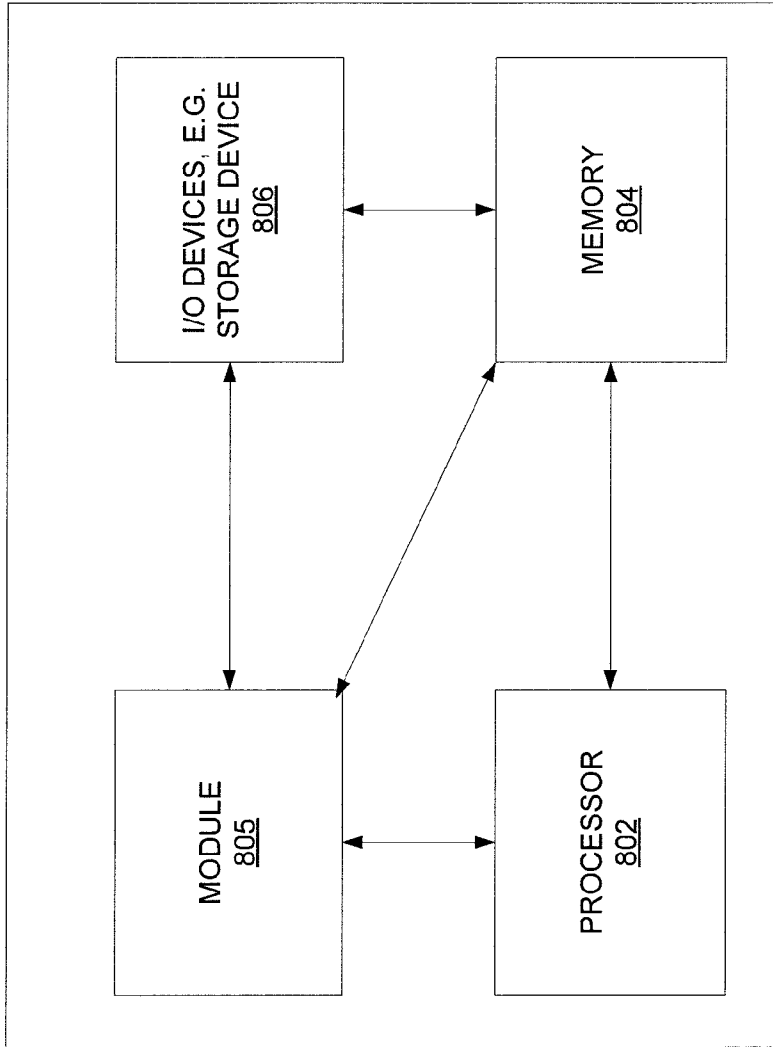 MODULE
805
I/O DEVICES, E.G.
STORAGE DEVICE
806
PROCESSOR
802
MEMORY
804